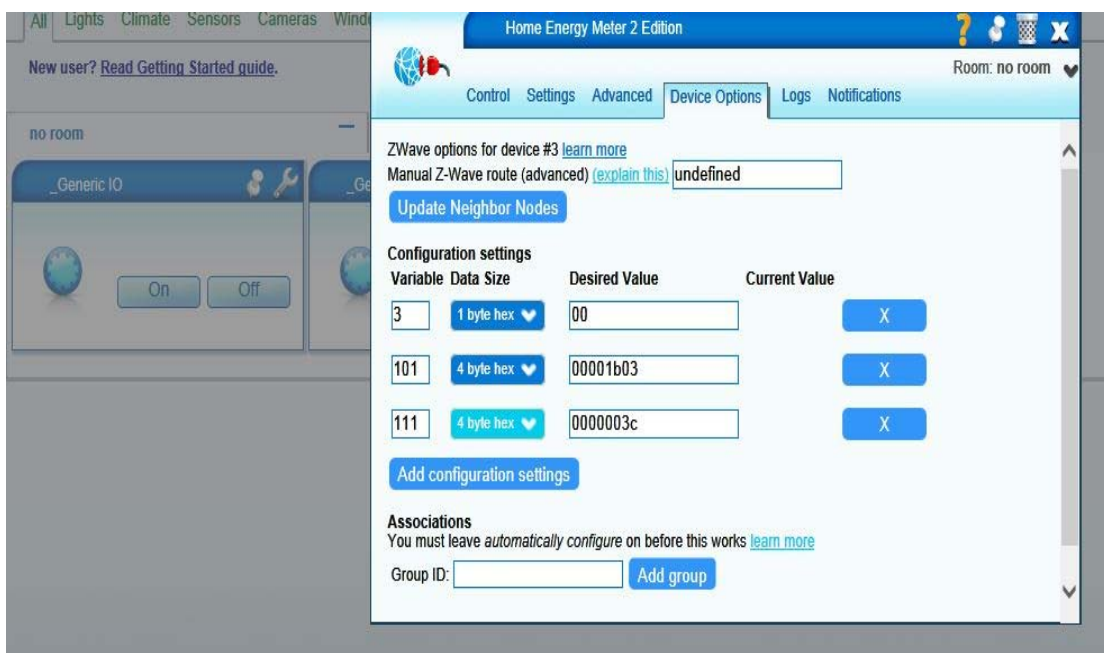 All Lights Climate Sensors Cameras
New user? Read Getting Started guide.
no room
_Generic IO
On Off
Home Energy Meter 2 Edition
Room: no room
Control Settings Advanced Device Options Logs Notifications
ZWave options for device #3 learn more
Manual Z-Wave route (advanced) (explain this) undefined
Update Neighbor Nodes
Configuration settings
Variable Data Size Desired Value Current Value
3 1 byte hex 00 X
101 4 byte hex 00001b03 X
111 4 byte hex 0000003c X
Add configuration settings
Associations
You must leave automatically configure on before this works learn more
Group ID: Add group